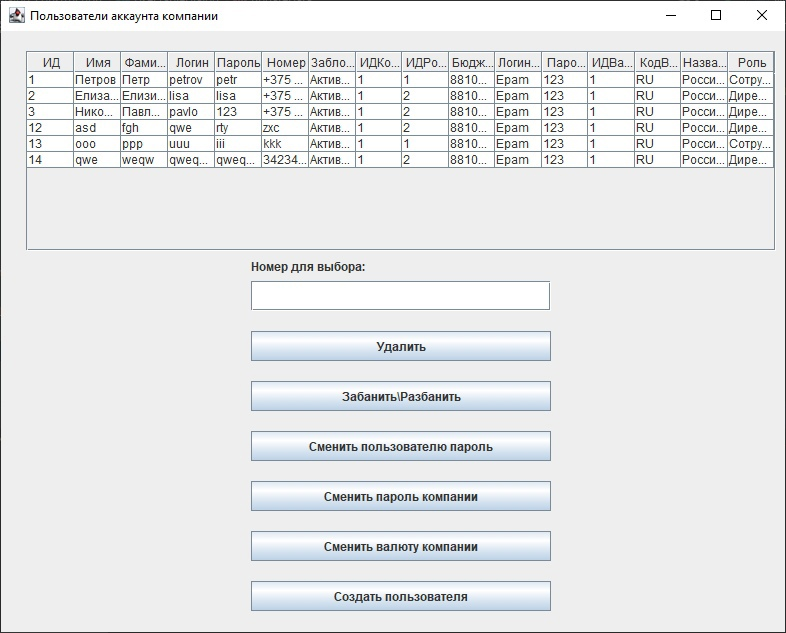 Пользователи аккаунта компании
ИД Имя Фами... Логин Пароль Номер Забло... ИДКо... ИДРо... Бюдж... Логин... Паро... ИДВа... КодВ... Назва... Роль
1 Петров Петр petrov petr +375 ... Актив... 1 1 8810... Epam 123 1 RU Росси... Сотру...
2 Елиза... Елизи... lisa lisa +375 ... Актив... 1 2 8810... Epam 123 1 RU Росси... Дире...
3 Нико... Павл... pavlo 123 +375 ... Актив... 1 2 8810... Epam 123 1 RU Росси... Дире...
12 asd fgh qwe rty zxc Актив... 1 2 8810... Epam 123 1 RU Росси... Дире...
13 ooo ppp uuu iii kkk Актив... 1 1 8810... Epam 123 1 RU Росси... Сотру...
14 qwe weqw qweq... qweq... 34234... Актив... 1 2 8810... Epam 123 1 RU Росси... Дире...
Номер для выбора:
Удалить
Забанить\Разбанить
Сменить пользователю пароль
Сменить пароль компании
Сменить валюту компании
Создать пользователя